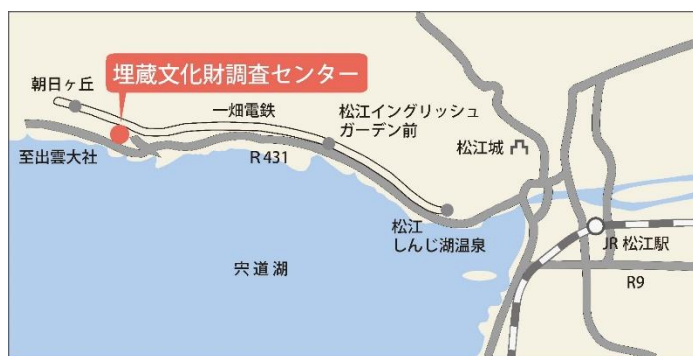 埋蔵文化財調査センター
朝日ヶ丘
一畑電鉄
松江イングリッシュ
ガーデン前
松江城
至出雲大社
R431
松江
しんじ湖温泉
JR 松江駅
宍道湖
R9